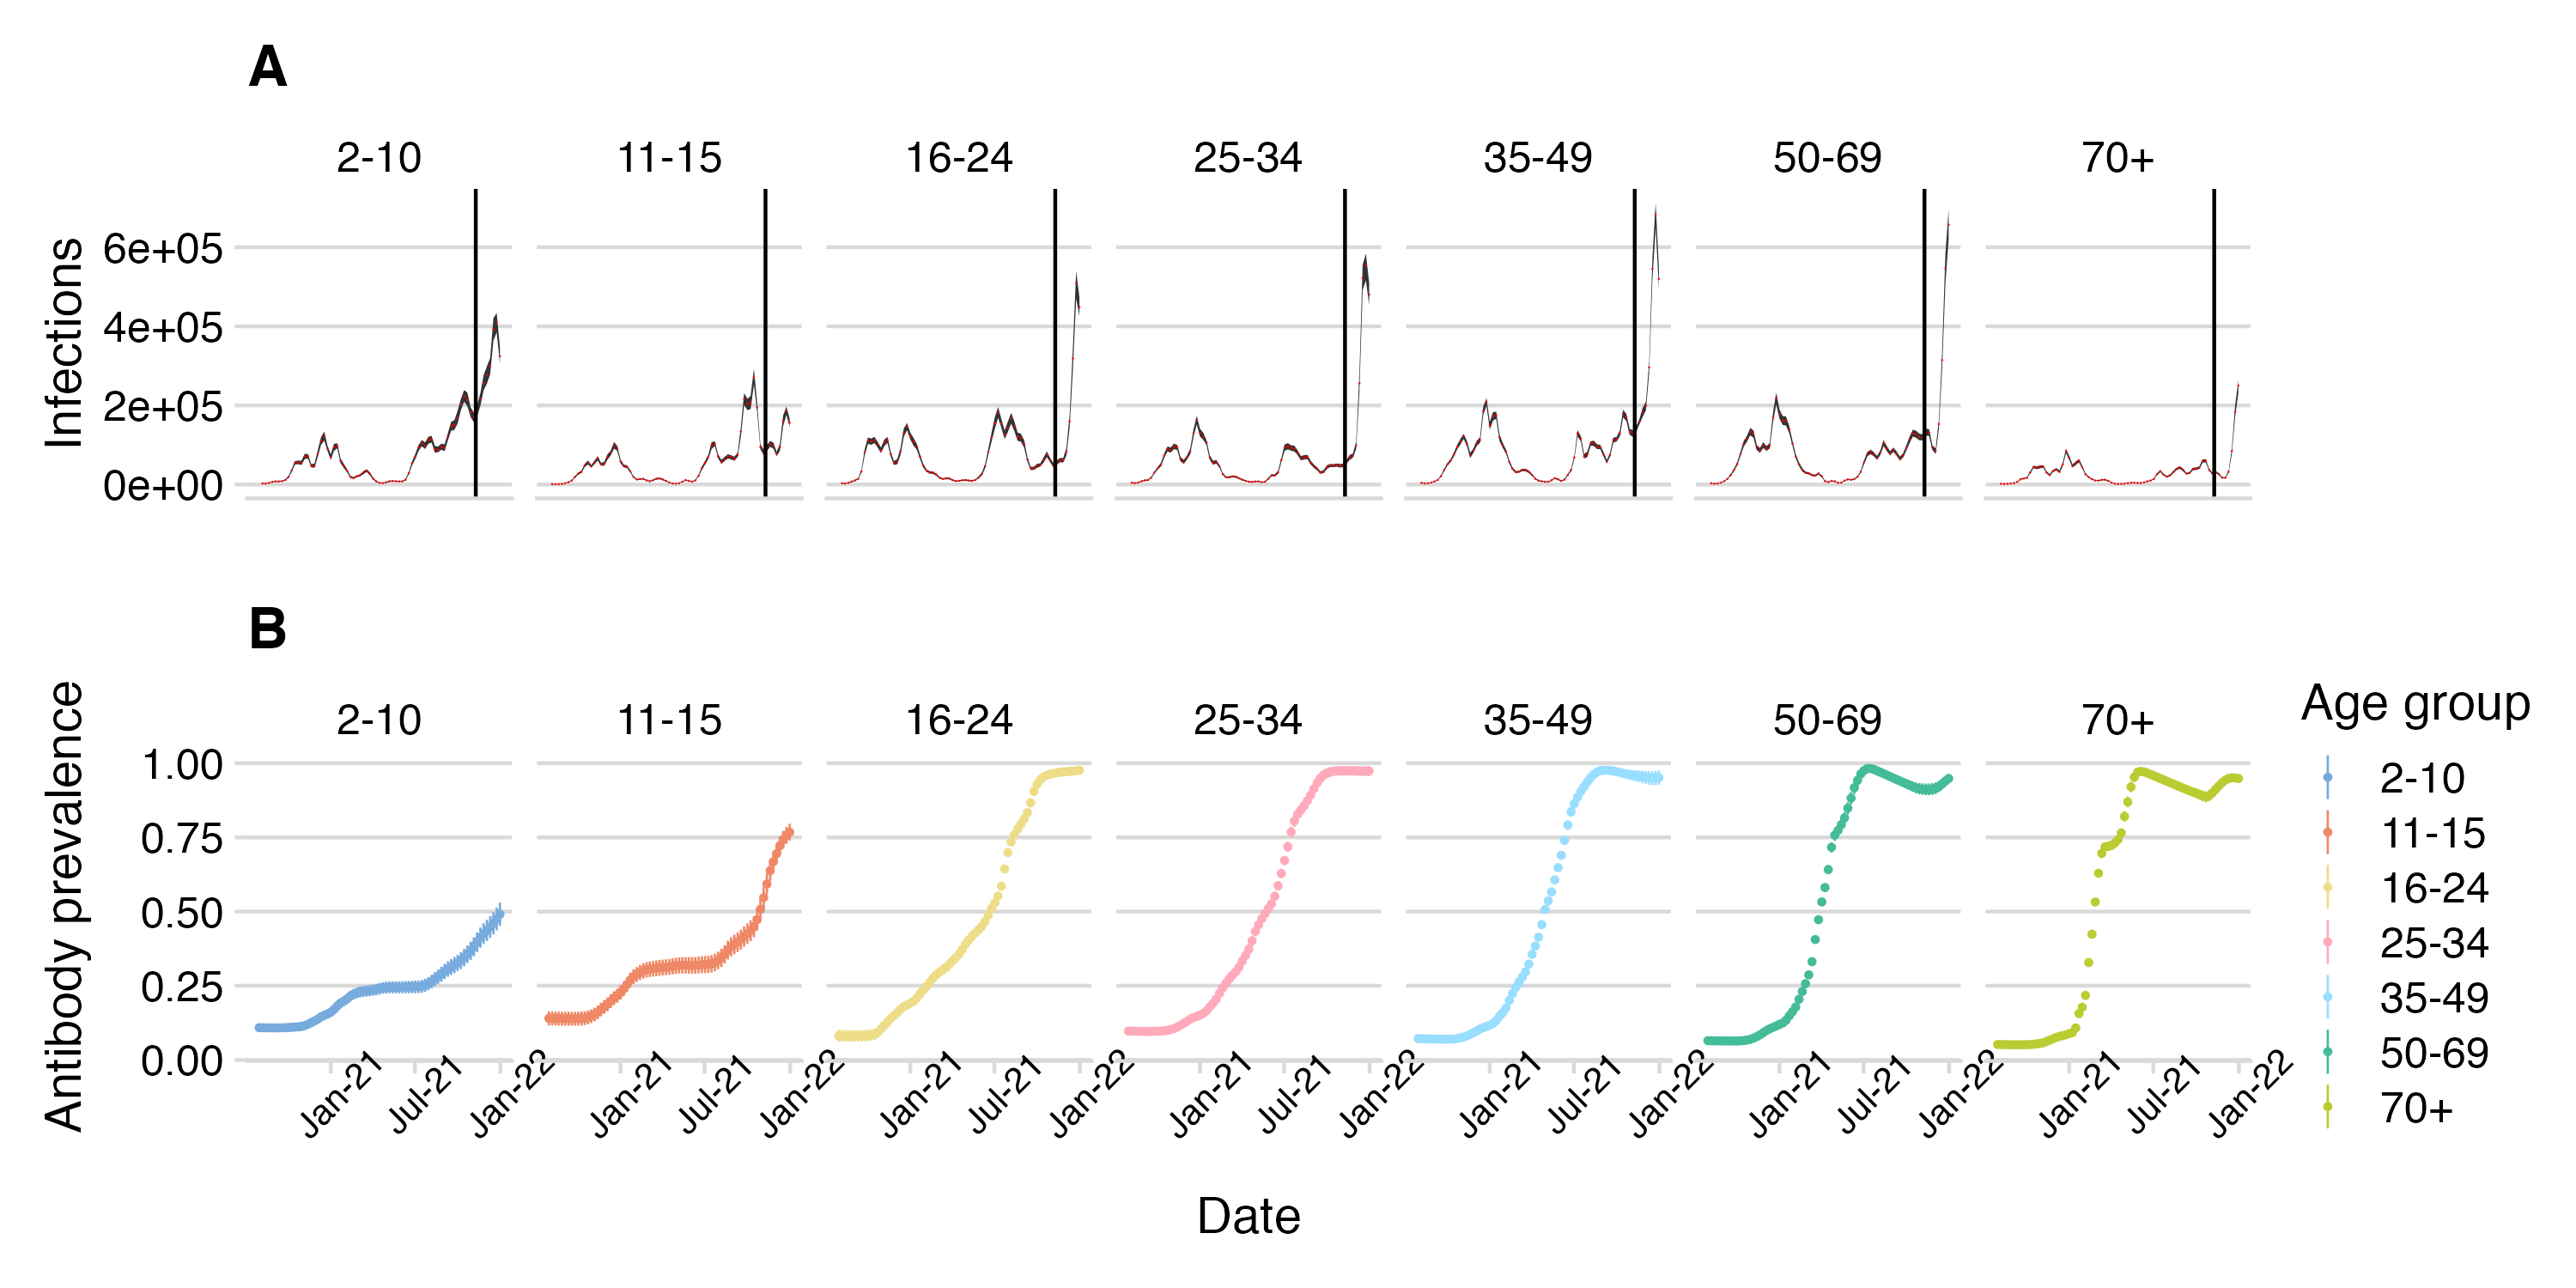 A
2-10 11-15 16-24 25-34 35-49 50-69 70+
Infections
6e+05
4e+05
2e+05
0e+00
B
2-10 11-15 16-24 25-34 35-49 50-69 70+
Antibody prevalence
1.00
0.75
0.50
0.25
0.00
Jan-21 Jul-21 Jan-22 Jan-21 Jul-21 Jan-22 Jan-21 Jul-21 Jan-22 Jan-21 Jul-21 Jan-22 Jan-21 Jul-21 Jan-22 Jan-21 Jul-21 Jan-22 Jan-21 Jul-21 Jan-22
Date
Age group
2-10
11-15
16-24
25-34
35-49
50-69
70+